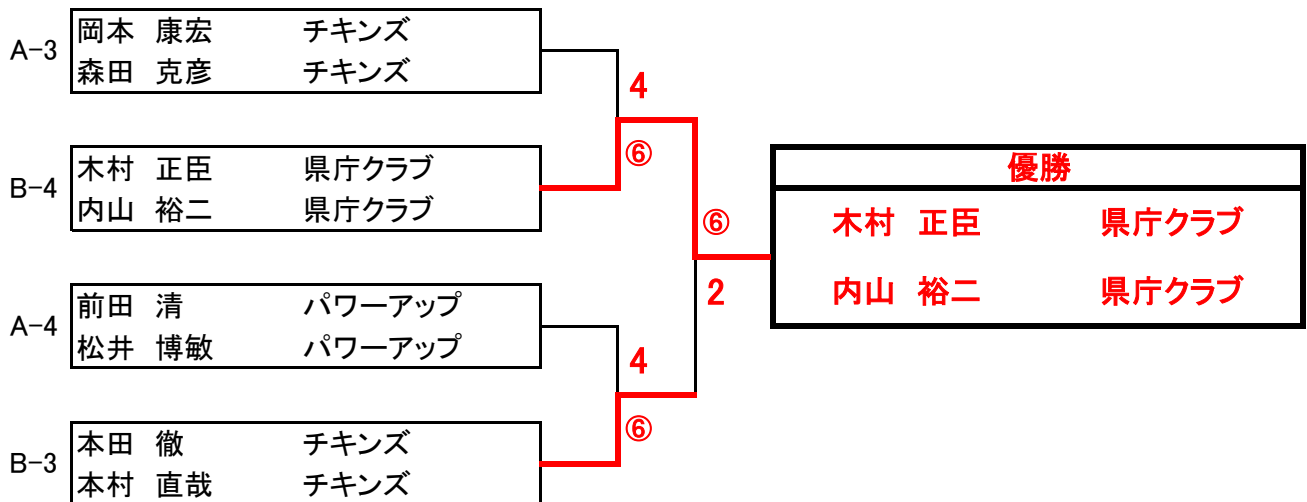 A-3
岡本 康宏 チキンズ
森田 克彦 チキンズ
4
B-4
木村 正臣 県庁クラブ
内山 裕二 県庁クラブ
⑥
優勝
木村 正臣 県庁クラブ
内山 裕二 県庁クラブ
⑥
2
A-4
前田 清 パワーアップ
松井 博敏 パワーアップ
4
B-3
本田 徹 チキンズ
本村 直哉 チキンズ
⑥